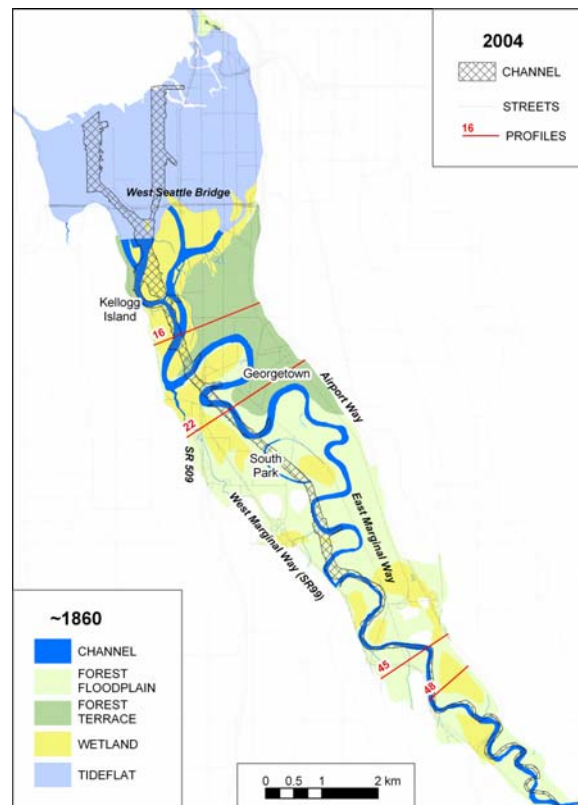 2004
CHANNEL
STREETS
16
PROFILES
West Seattle Bridge
Kellogg
Island
16
Georgetown
Airport Way
22
South
Park
SR 509
West Marginal Way (SR99)
East Marginal Way
45
48
~1860
CHANNEL
FOREST
FLOODPLAIN
FOREST
TERRACE
WETLAND
TIDEFLAT
0 0.5 1 2 km